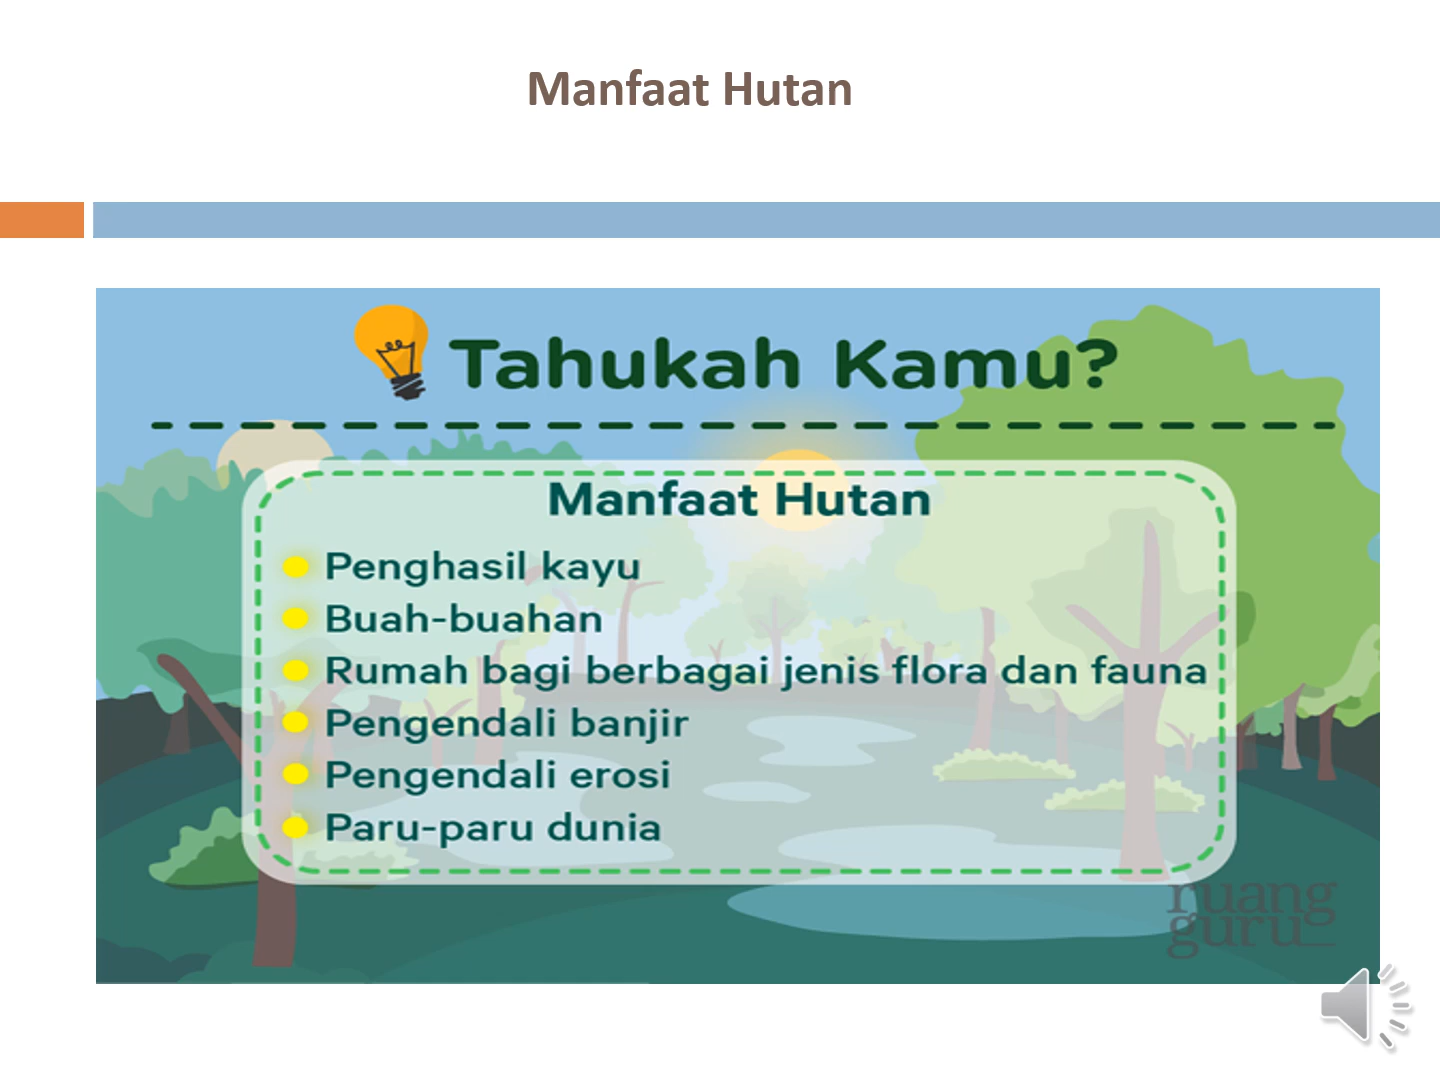 Manfaat Hutan
Tahukah Kamu?
Manfaat Hutan
Penghasil kayu
Buah-buahan
Rumah bagi berbagai jenis flora dan fauna
Pengendali banjir
Pengendali erosi
Paru-paru dunia
ruang
guru